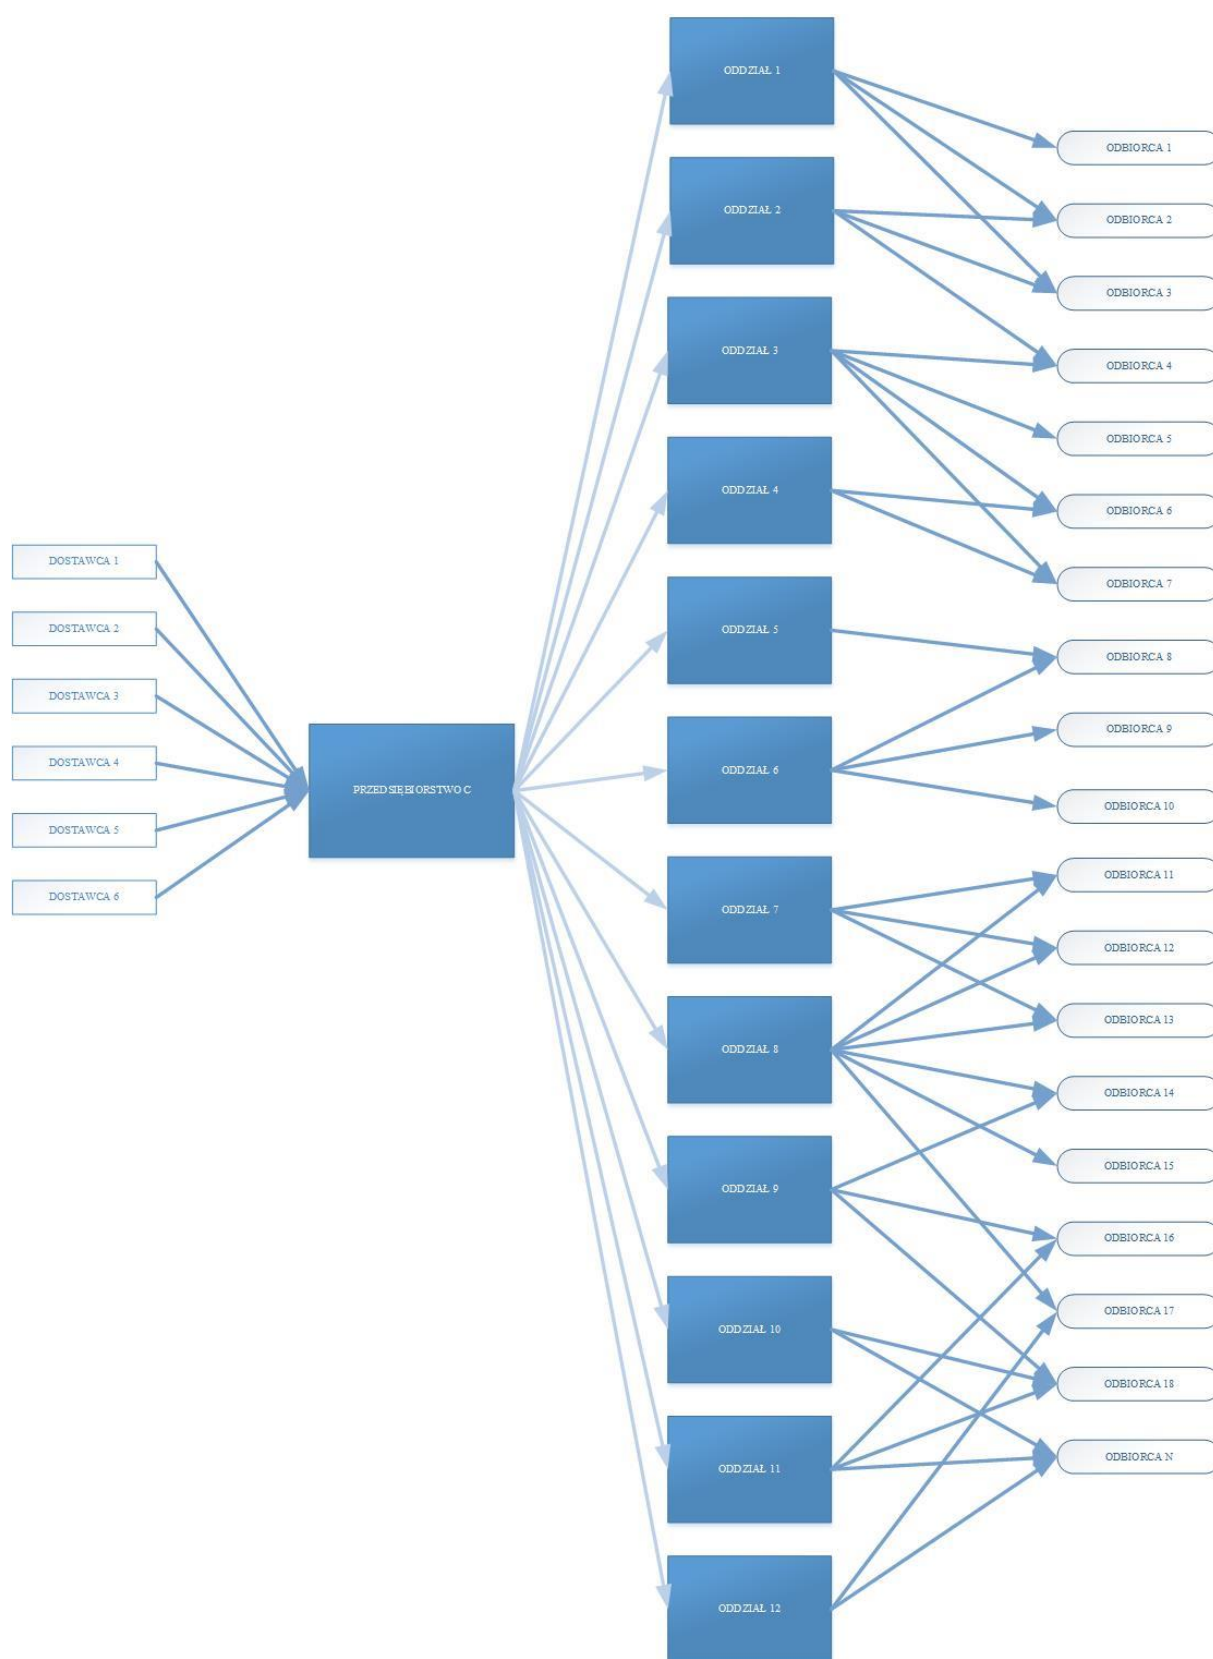 DOSTAWCA 1
DOSTAWCA 2
DOSTAWCA 3
DOSTAWCA 4
DOSTAWCA 5
DOSTAWCA 6
PRZEDSIĘBIORSTWO C
ODDZIAŁ 1
ODDZIAŁ 2
ODDZIAŁ 3
ODDZIAŁ 4
ODDZIAŁ 5
ODDZIAŁ 6
ODDZIAŁ 7
ODDZIAŁ 8
ODDZIAŁ 9
ODDZIAŁ 10
ODDZIAŁ 11
ODDZIAŁ 12
ODBIORCA 1
ODBIORCA 2
ODBIORCA 3
ODBIORCA 4
ODBIORCA 5
ODBIORCA 6
ODBIORCA 7
ODBIORCA 8
ODBIORCA 9
ODBIORCA 10
ODBIORCA 11
ODBIORCA 12
ODBIORCA 13
ODBIORCA 14
ODBIORCA 15
ODBIORCA 16
ODBIORCA 17
ODBIORCA 18
ODBIORCA N